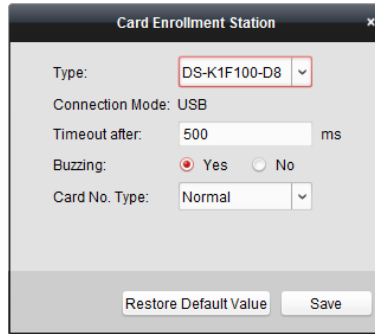 Card Enrollment Station ×
Type: DS-K1F100-D8
Connection Mode: USB
Timeout after: 500 ms
Buzzing: Yes No
Card No. Type: Normal
Restore Default Value Save